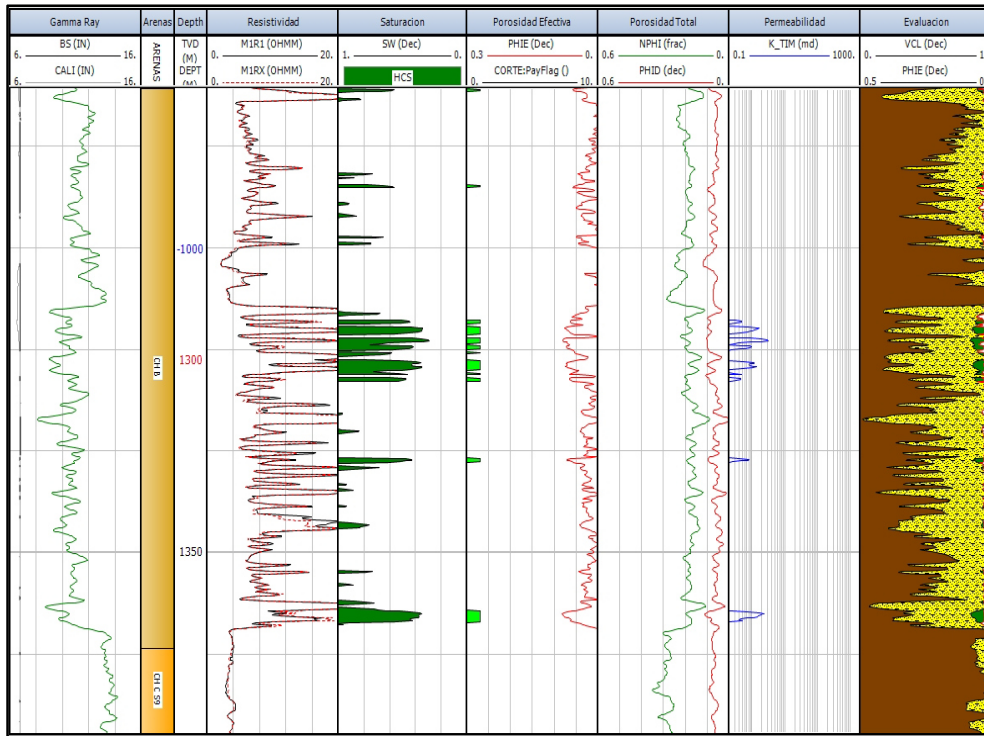 Gamma Ray Arenas Depth Resistividad Saturacion Porosidad Efectiva Porosidad Total Permeabilidad Evaluacion
BS (IN) ARENAS TVD M1R1 (OHMM) SW (Dec) PHIE (Dec) NPHI (frac) K_TIM (md) VCL (Dec)
6. 16. (M) 0. 20. 1. 0. 0.3 0. 0.6 0. 0.1 1000. 0. 1
CALI (IN) DEPT M1RX (OHMM) HCS CORTE:PayFlag () PHID (dec) PHIE (Dec)
6. 16. (M) 0. 20. 0. 10. 0.6 0. 0.5 0
-1000
1300
CH B
1350
CH C S9